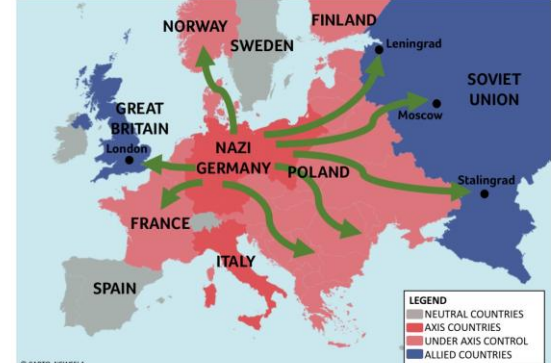 NORWAY
FINLAND
SWEDEN
Leningrad
SOVIET
UNION
GREAT
BRITAIN
Moscow
London
NAZI
GERMANY
POLAND
Stalingrad
FRANCE
ITALY
SPAIN
LEGEND
NEUTRAL COUNTRIES
AXIS COUNTRIES
UNDER AXIS CONTROL
ALLIED COUNTRIES